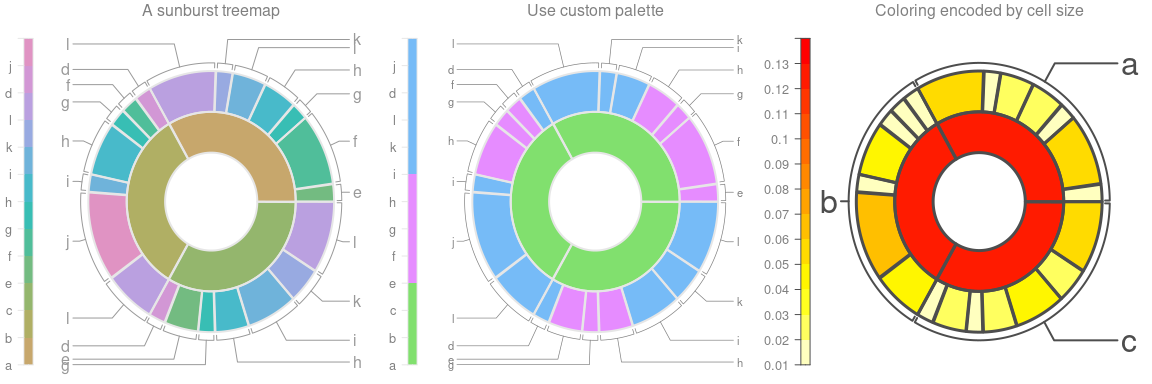 A sunburst treemap
j
d
l
k
i
h
g
f
e
c
b
a
l
d
f
g
h
i
j
l
d
e
g
k
l
h
g
f
e
l
k
i
h
Use custom palette
j
d
l
k
i
h
g
f
e
c
b
a
l
d
f
g
h
i
j
l
d
e
g
k
i
h
g
f
e
l
k
i
h
Coloring encoded by cell size
0.13
0.12
0.11
0.1
0.09
0.08
0.07
0.06
0.05
0.04
0.03
0.02
0.01
a
b
c